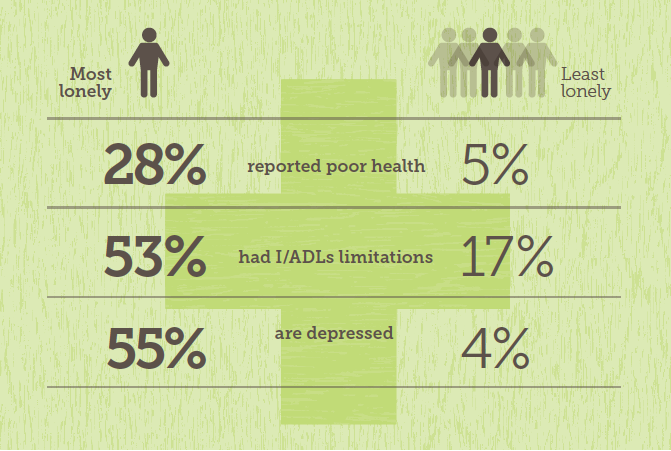 Most
lonely
Least
lonely
28% reported poor health 5%
53% had I/ADLs limitations 17%
55% are depressed 4%